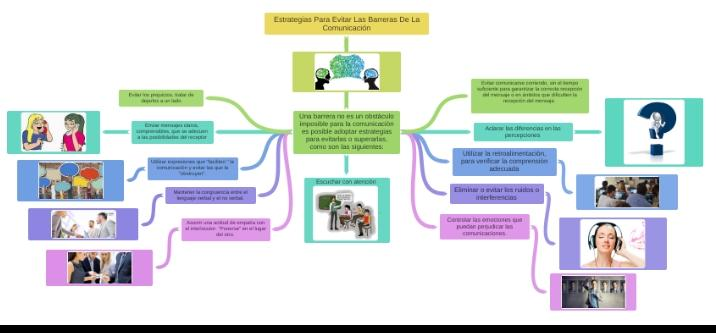 Estrategias Para Evitar Las Barreras De La
Comunicación
Una barrera no es un obstáculo
imposible para la comunicación
es posible adoptar estrategias
para evitarlas o superarlas,
como son las siguientes:
Evitar los prejuicios, tratar de
dejarlos a un lado.
Enviar mensajes claros,
comprensibles, que se adecuen
a las posibilidades del receptor
Utilizar expresiones que "faciliten" la
comunicación y evitar las que la
"obstruyan".
Mantener la congruencia entre el
lenguaje verbal y el no verbal.
Asumir una actitud de empatía con
el interlocutor. "Ponerse" en el lugar
del otro.
Escuchar con atención
Evitar comunicarse corriendo, sin el tiempo
suficiente para garantizar la correcta recepción
del mensaje o en ámbitos que dificulten la
recepción del mensaje
Aclarar las diferencias en las
percepciones
Utilizar la retroalimentación,
para verificar la comprensión
adecuada
Eliminar o evitar los ruidos o
interferencias
Controlar las emociones que
puedan perjudicar las
comunicaciones.